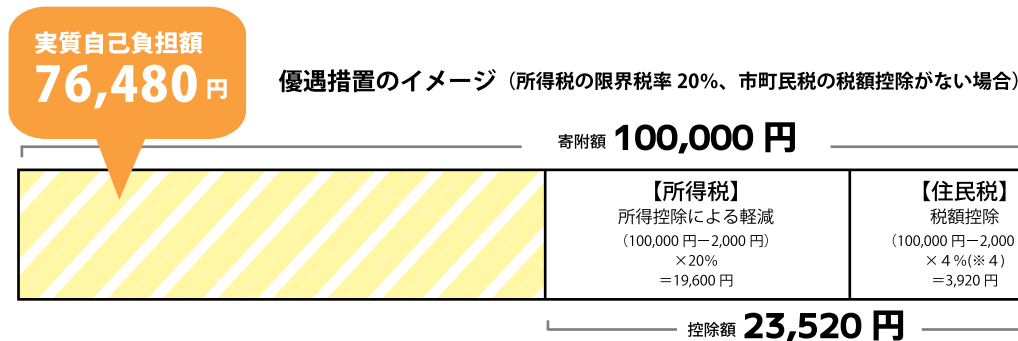 実質自己負担額
76,480 円
優遇措置のイメージ（所得税の限界税率 20%、市町民税の税額控除がない場合）
寄附額 100,000 円
【所得税】
所得控除による軽減
（100,000 円－2,000 円）
×20%
＝19,600 円
【住民税】
税額控除
（100,000 円－2,000
×４%(※４)
＝3,920 円
控除額 23,520 円